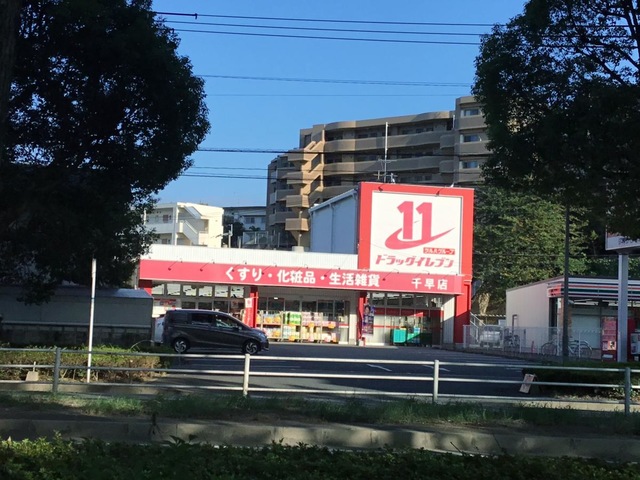 11
ドラッグイレブン
くすり・化粧品・生活雑貨
千早店